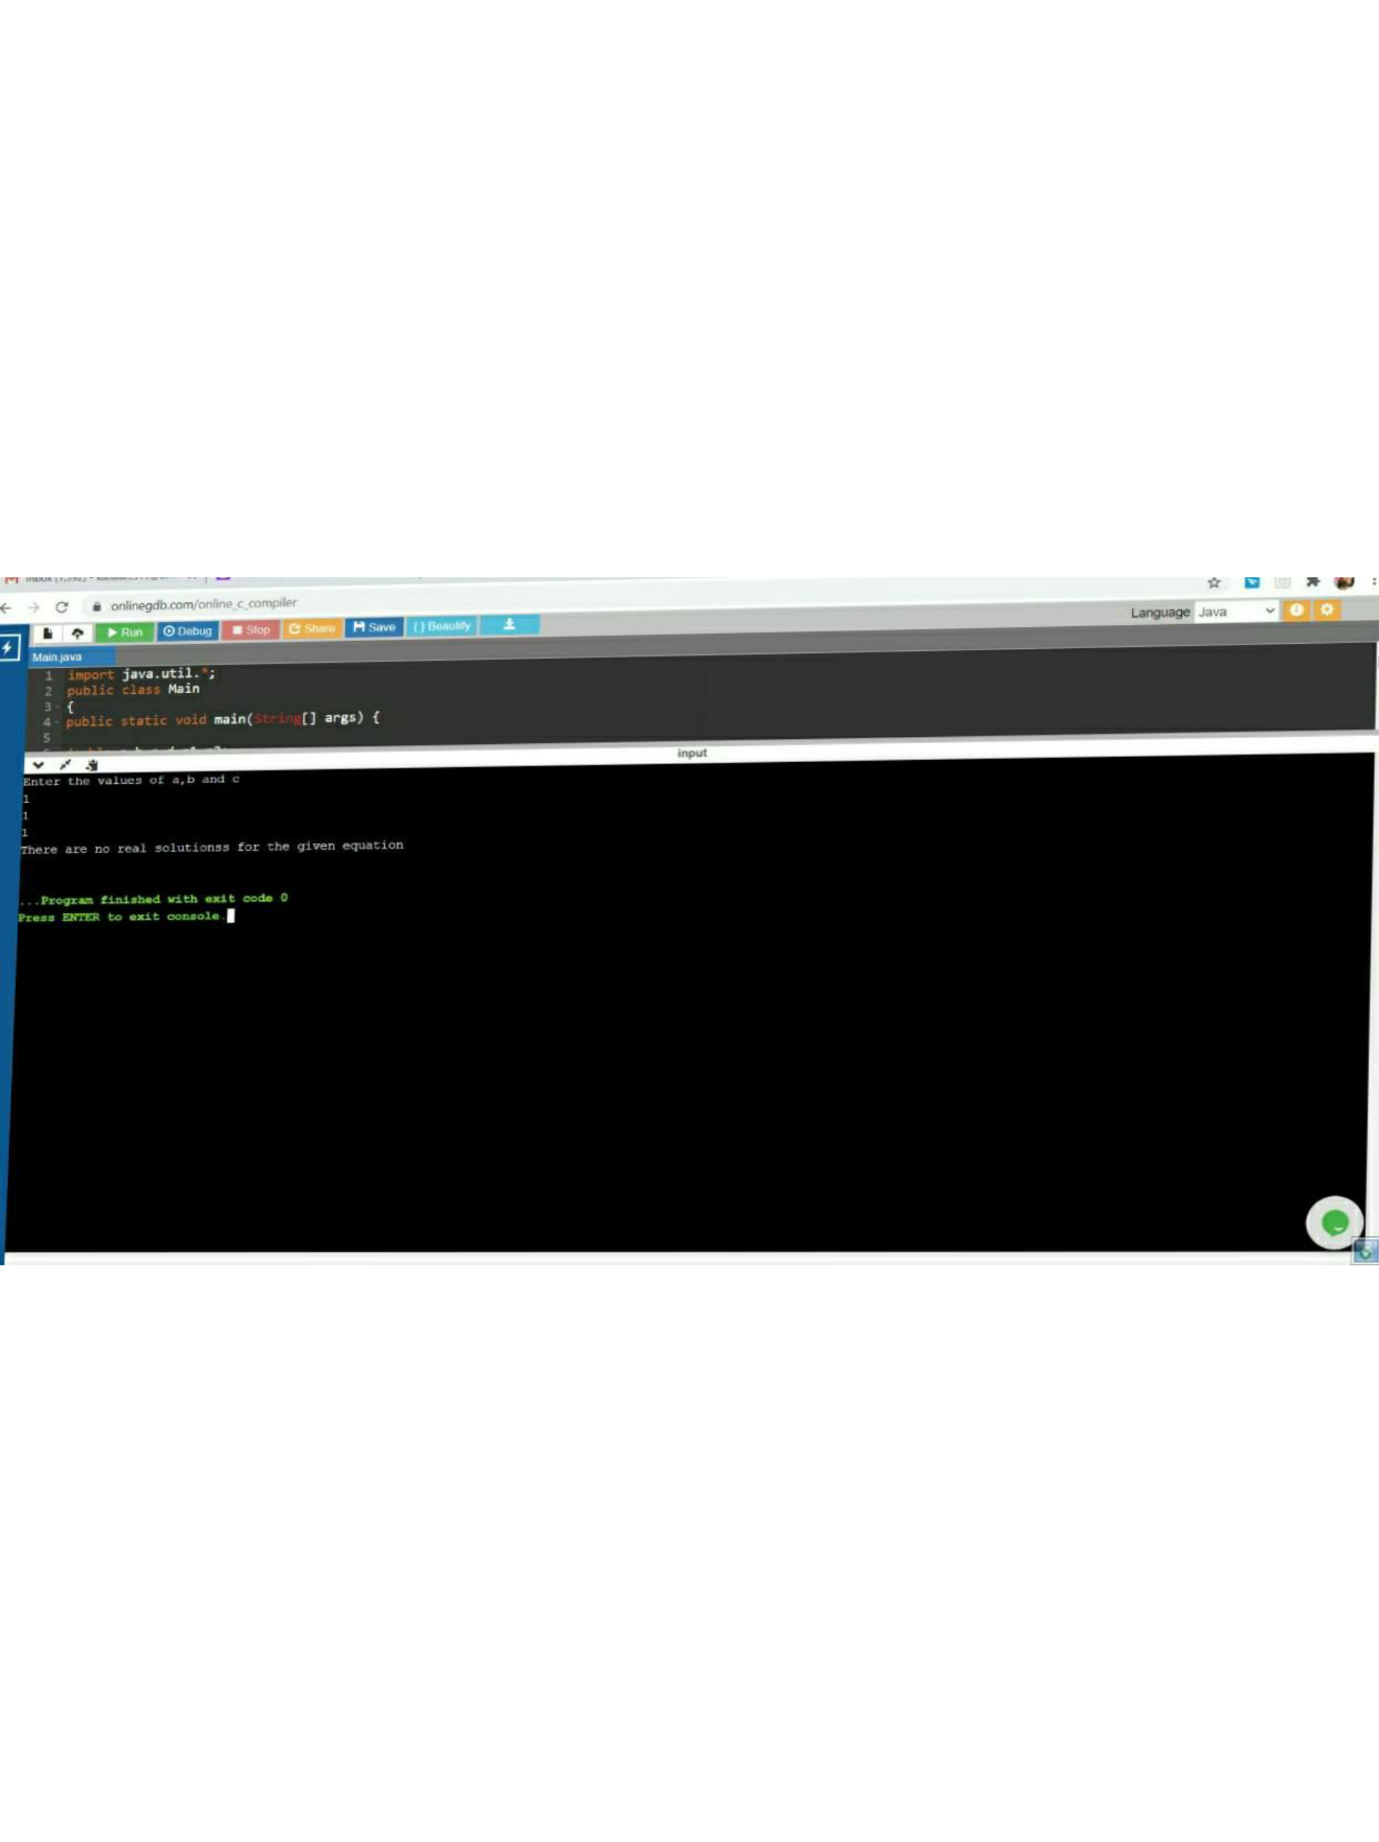 onlinegdb.com/online_c_compiler
Language Java
Run Debug Stop Share Save {} Beautify
Main.java
1 import java.util.*;
2 public class Main
3 {
4 public static void main(String[] args) {
5
input
Enter the values of a,b and c
1
1
1
There are no real solutionss for the given equation
...Program finished with exit code 0
Press ENTER to exit console.